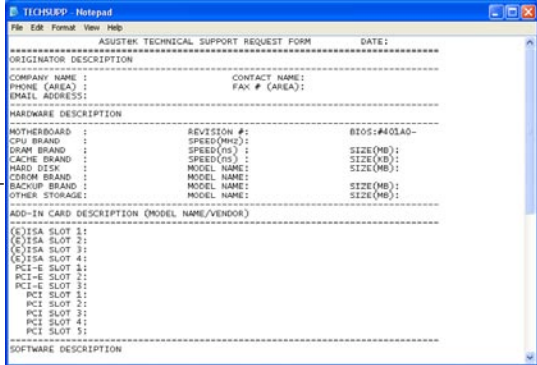 TECHSUPP - Notepad
File Edit Format View Help
ASUSTeK TECHNICAL SUPPORT REQUEST FORM DATE:
================================================================================
ORIGINATOR DESCRIPTION
--------------------------------------------------------------------------------
COMPANY NAME : CONTACT NAME:
PHONE (AREA) : FAX # (AREA):
EMAIL ADDRESS:
--------------------------------------------------------------------------------
HARDWARE DESCRIPTION
--------------------------------------------------------------------------------
MOTHERBOARD : REVISION #: BIOS:#401A0-
CPU BRAND : SPEED(MHz):
DRAM BRAND : SPEED(ns) : SIZE(MB):
CACHE BRAND : SPEED(ns) : SIZE(KB):
HARD DISK : MODEL NAME: SIZE(MB):
CDROM BRAND : MODEL NAME:
BACKUP BRAND : MODEL NAME: SIZE(MB):
OTHER STORAGE: MODEL NAME: SIZE(MB):
--------------------------------------------------------------------------------
ADD-IN CARD DESCRIPTION (MODEL NAME/VENDOR)
--------------------------------------------------------------------------------
(E)ISA SLOT 1:
(E)ISA SLOT 2:
(E)ISA SLOT 3:
(E)ISA SLOT 4:
PCI-E SLOT 1:
PCI-E SLOT 2:
PCI-E SLOT 3:
PCI SLOT 1:
PCI SLOT 2:
PCI SLOT 3:
PCI SLOT 4:
PCI SLOT 5:
--------------------------------------------------------------------------------
SOFTWARE DESCRIPTION